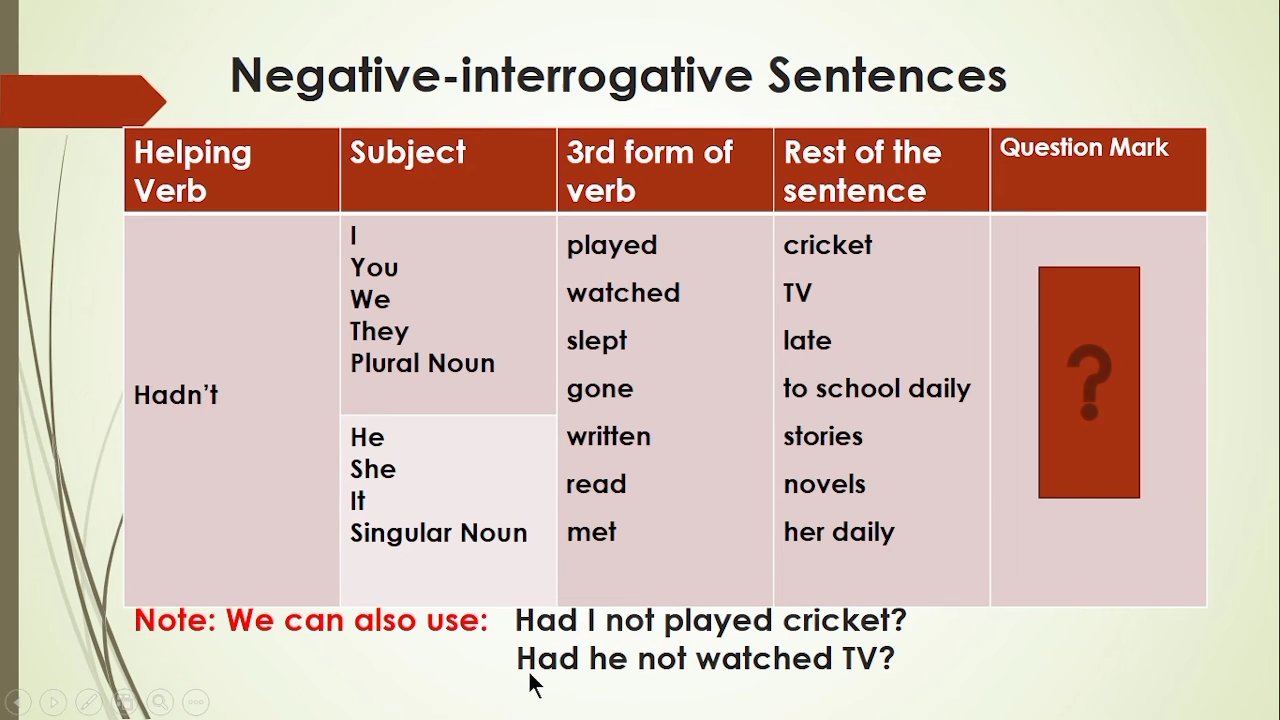 Negative-interrogative Sentences
Helping
Verb
Subject
3rd form of
verb
Rest of the
sentence
Question Mark
Hadn’t
I
You
We
They
Plural Noun
He
She
It
Singular Noun
played
watched
slept
gone
written
read
met
cricket
TV
late
to school daily
stories
novels
her daily
?
Note: We can also use: Had I not played cricket?
Had he not watched TV?